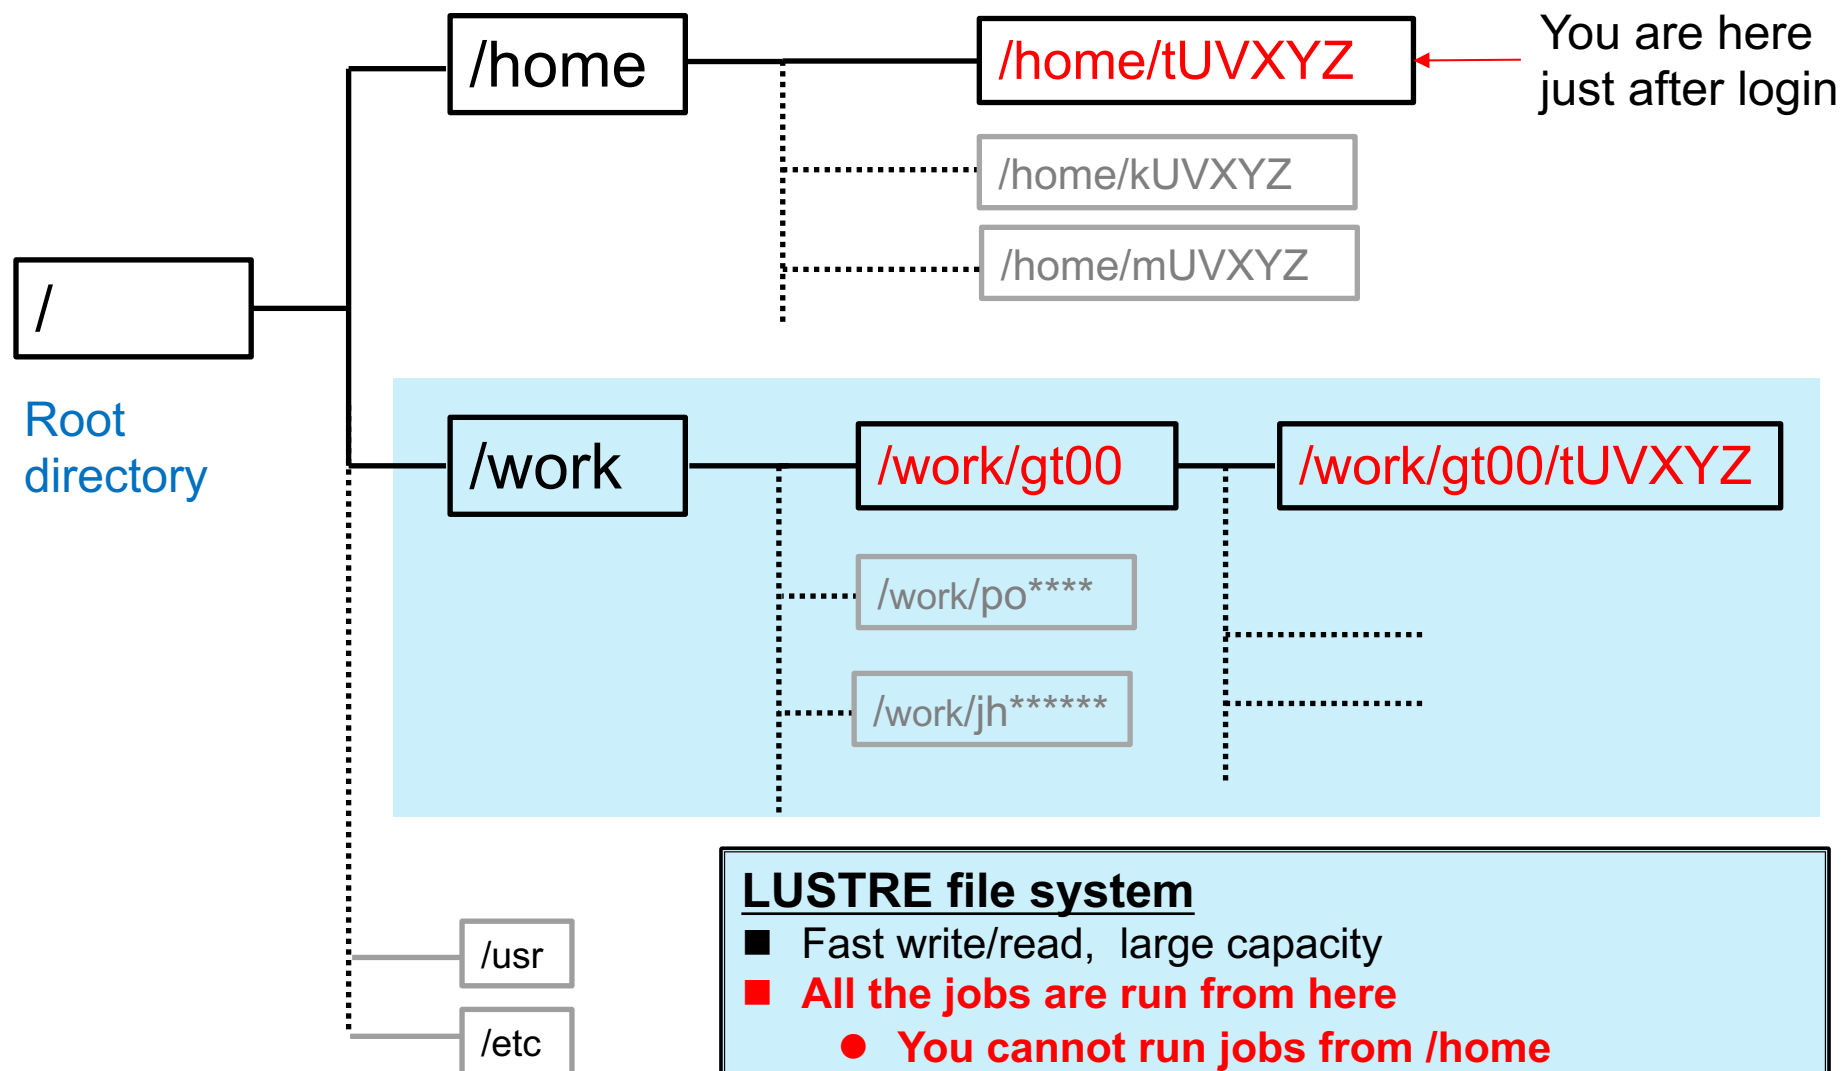 /home
/home/tUVXYZ
You are here
just after login
/home/kUVXYZ
/home/mUVXYZ
/
Root
directory
/work
/work/gt00
/work/gt00/tUVXYZ
/work/po****
/work/jh******
/usr
/etc
LUSTRE file system
■ Fast write/read, large capacity
■ All the jobs are run from here
● You cannot run jobs from /home